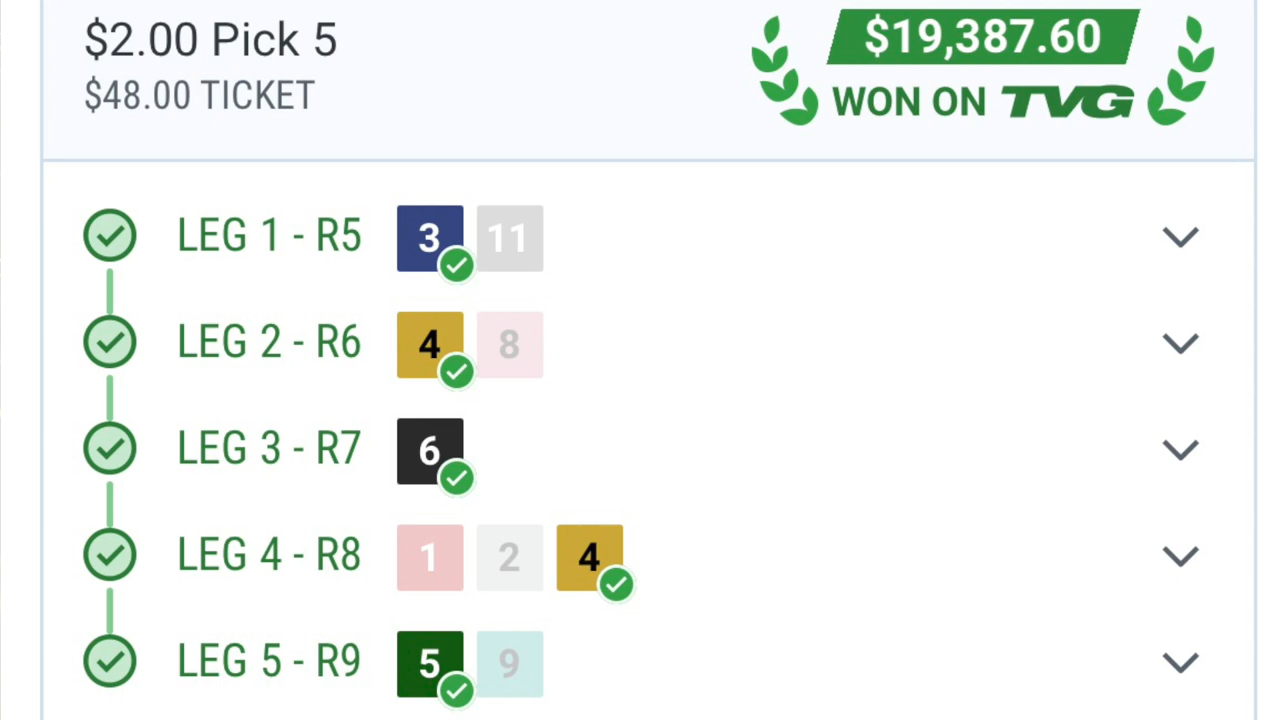 $2.00 Pick 5
$48.00 TICKET
$19,387.60
WON ON TVG
LEG 1 - R5 3 11
LEG 2 - R6 4 8
LEG 3 - R7 6
LEG 4 - R8 1 2 4
LEG 5 - R9 5 9